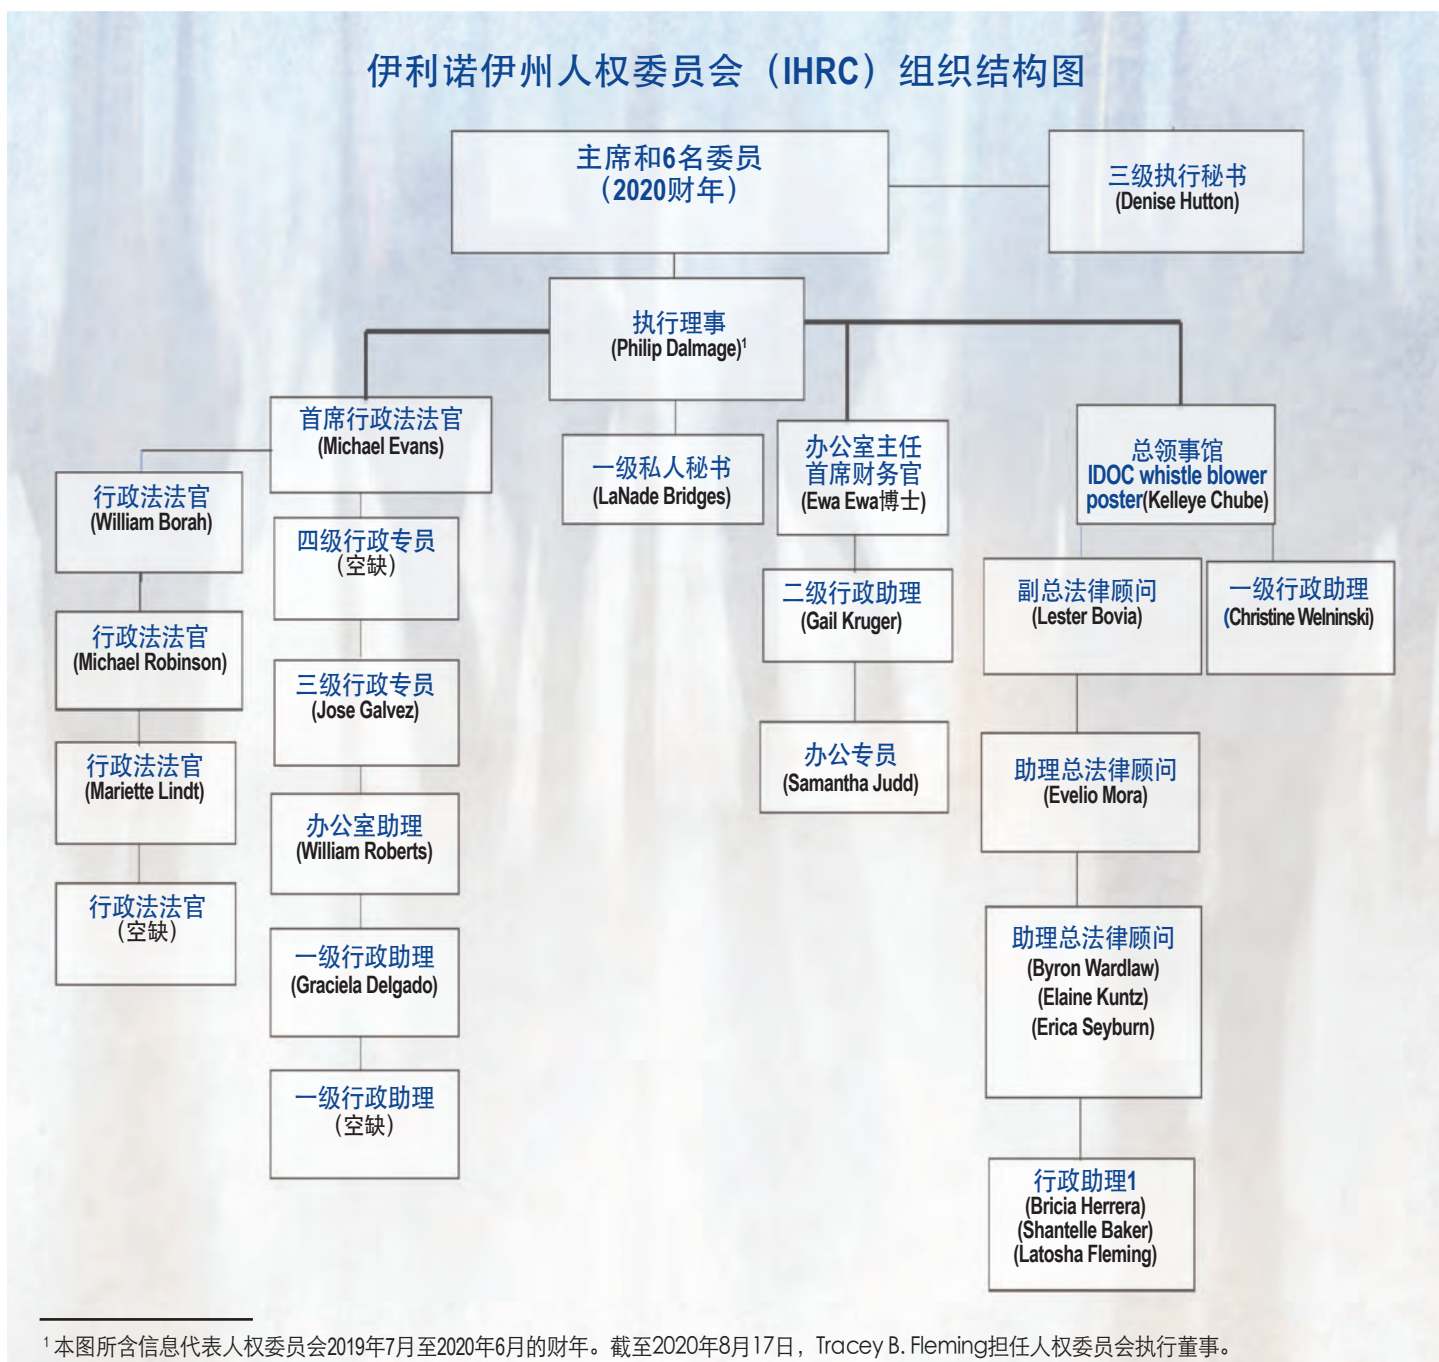 伊利诺伊州人权委员会（IHRC）组织结构图
主席和6名委员
（2020财年）
三级执行秘书
(Denise Hutton)
执行理事
(Philip Dalmage)¹
首席行政法法官
(Michael Evans)
一级私人秘书
(LaNade Bridges)
办公室主任
首席财务官
(Ewa Ewa博士)
总领事馆
IDOC whistle blower
poster(Kelleye Chube)
行政法法官
(William Borah)
四级行政专员
（空缺）
二级行政助理
(Gail Kruger)
副总法律顾问
(Lester Bovia)
一级行政助理
(Christine Welninski)
行政法法官
(Michael Robinson)
三级行政专员
(Jose Galvez)
办公专员
(Samantha Judd)
助理总法律顾问
(Evelio Mora)
行政法法官
(Mariette Lindt)
办公室助理
(William Roberts)
行政法法官
（空缺）
一级行政助理
(Graciela Delgado)
助理总法律顾问
(Byron Wardlaw)
(Elaine Kuntz)
(Erica Seyburn)
一级行政助理
（空缺）
行政助理1
(Bricia Herrera)
(Shantelle Baker)
(Latosha Fleming)
¹ 本图所含信息代表人权委员会2019年7月至2020年6月的财年。截至2020年8月17日，Tracey B. Fleming担任人权委员会执行董事。